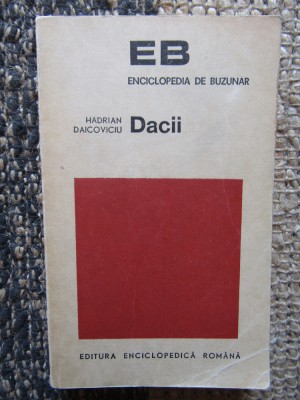 EB
ENCICLOPEDIA DE BUZUNAR
HADRIAN
DAICOVICIU Dacii
EDITURA ENCICLOPEDICĂ ROMÂNĂ